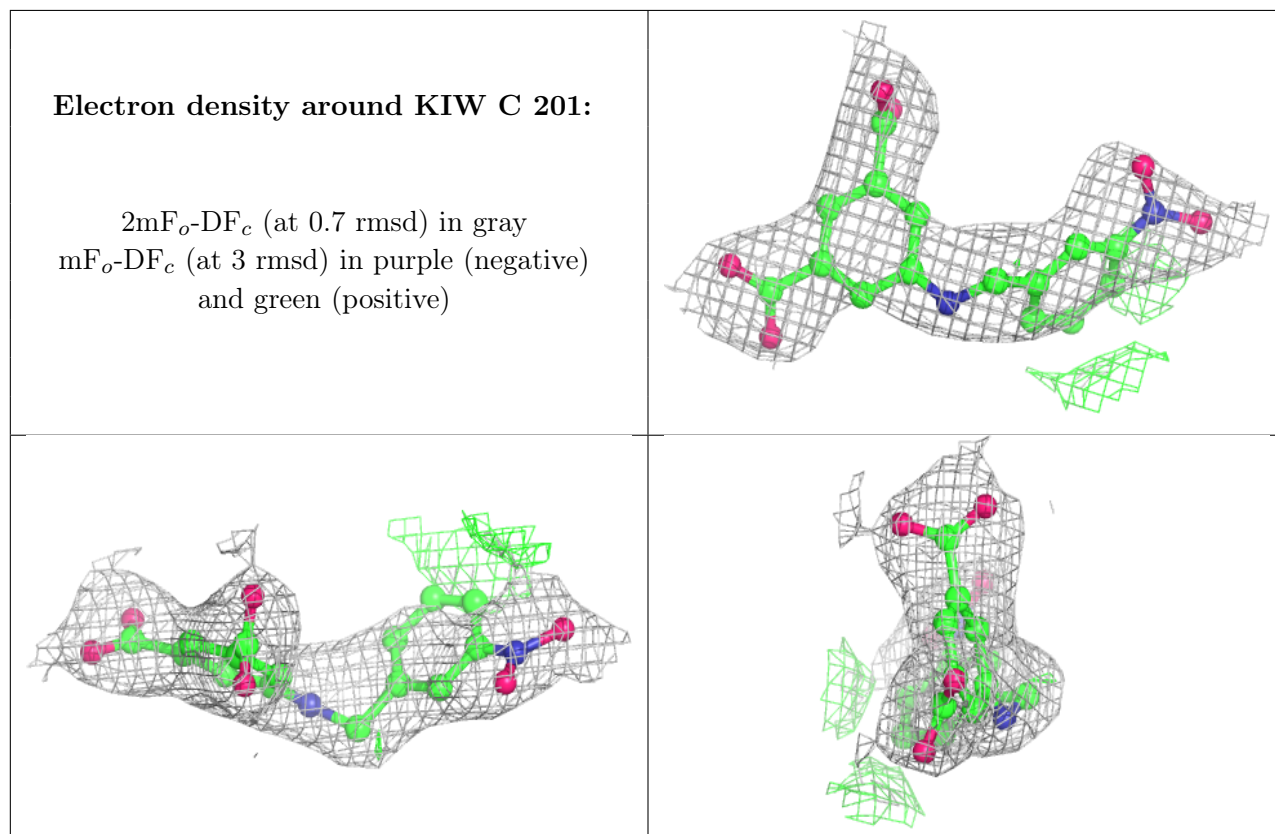 Electron density around KIW C 201:
2mFo-DFc (at 0.7 rmsd) in gray
mFo-DFc (at 3 rmsd) in purple (negative)
and green (positive)